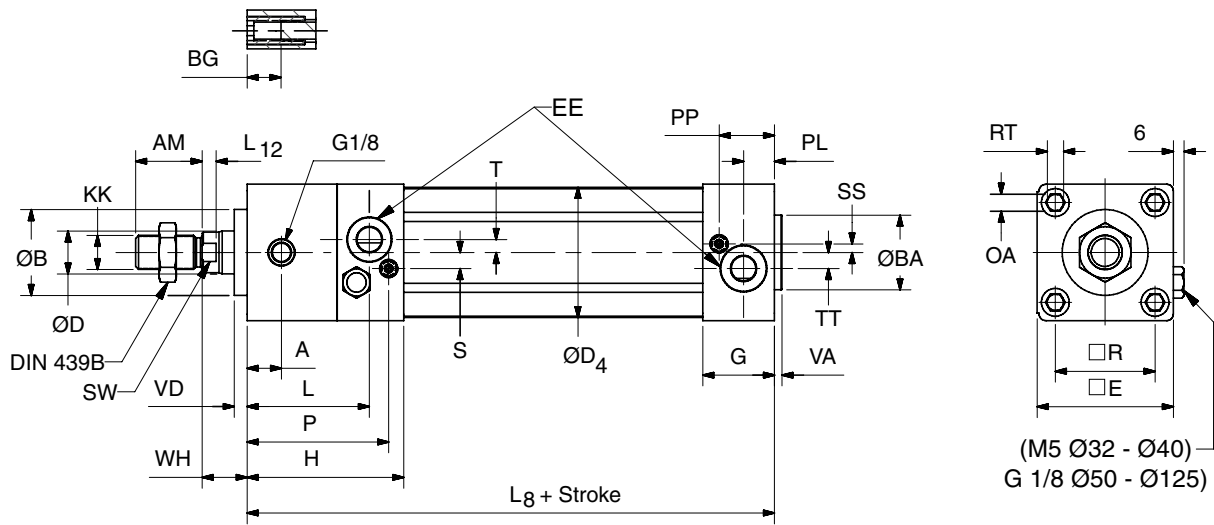 BG
EE
PP
AM
L12
G1/8
T
PL
RT
6
KK
SS
ØB
OA
ØBA
ØD
TT
DIN 439B
A
S
ØD4
G
VA
□R
SW
L
VD
□E
P
WH
H
(M5 Ø32 - Ø40)
G 1/8 Ø50 - Ø125)
L8 + Stroke